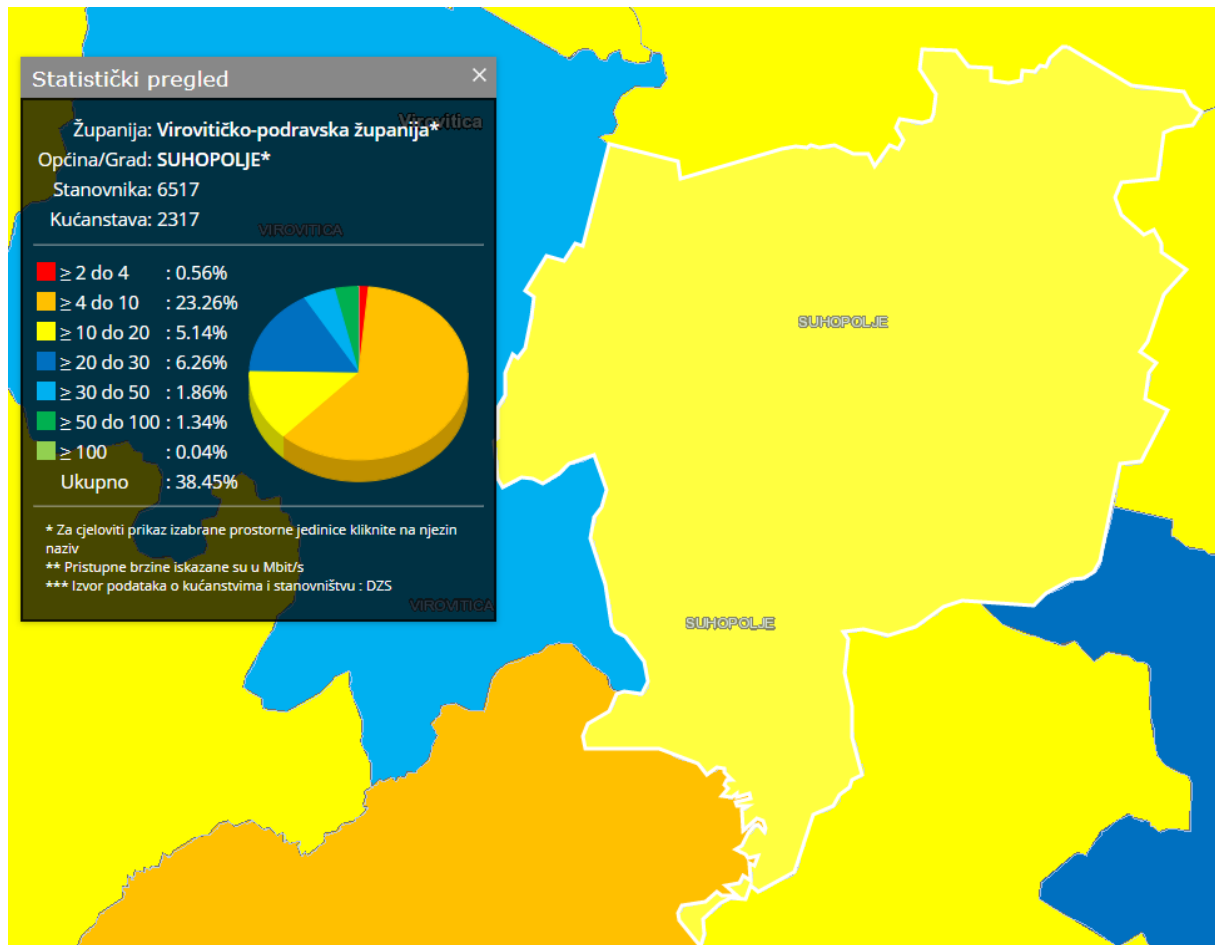 Statistički pregled ×
Virovitica
Županija: Virovitičko-podravska županija*
Općina/Grad: SUHOPOLJE*
Stanovnika: 6517
Kućanstava: 2317
VIROVITICA
≥ 2 do 4 : 0.56%
≥ 4 do 10 : 23.26%
≥ 10 do 20 : 5.14%
≥ 20 do 30 : 6.26%
≥ 30 do 50 : 1.86%
≥ 50 do 100 : 1.34%
≥ 100 : 0.04%
Ukupno : 38.45%
* Za cjeloviti prikaz izabrane prostorne jedinice kliknite na njezin
naziv
** Pristupne brzine iskazane su u Mbit/s
*** Izvor podataka o kućanstvima i stanovništvu : DZS
VIROVITICA
SUHOPOLJE
SUHOPOLJE